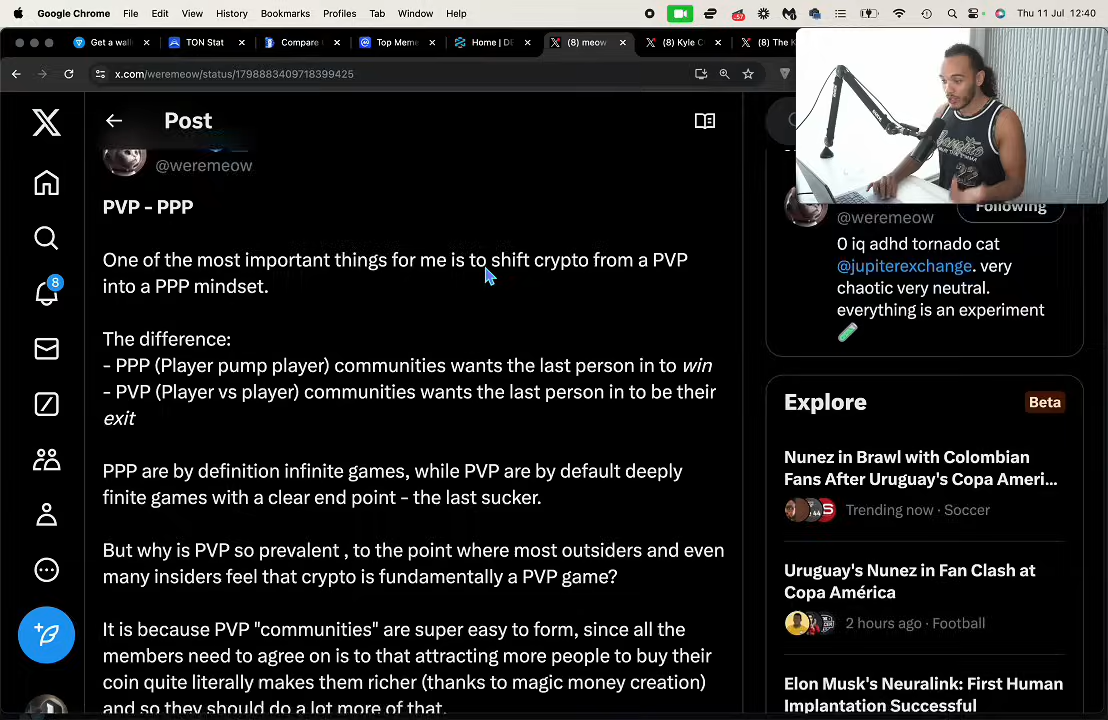 Google Chrome File Edit View History Bookmarks Profiles Tab Window Help
57
Thu 11 Jul 12:40
Get a wall
TON Stat
Compare
Top Meme
Home | DE
(8) meow
(8) Kyle C
(8) The K
x.com/weremeow/status/1798883409718399425
Post
@weremeow
PVP - PPP
One of the most important things for me is to shift crypto from a PVP
into a PPP mindset.
The difference:
- PPP (Player pump player) communities wants the last person in to win
- PVP (Player vs player) communities wants the last person in to be their
exit
PPP are by definition infinite games, while PVP are by default deeply
finite games with a clear end point - the last sucker.
But why is PVP so prevalent , to the point where most outsiders and even
many insiders feel that crypto is fundamentally a PVP game?
It is because PVP "communities" are super easy to form, since all the
members need to agree on is to that attracting more people to buy their
coin quite literally makes them richer (thanks to magic money creation)
and so they should do a lot more of that.
8
22
@weremeow
Following
0 iq adhd tornado cat
@jupiterexchange. very
chaotic very neutral.
everything is an experiment
Explore
Beta
Nunez in Brawl with Colombian
Fans After Uruguay's Copa Ameri...
Trending now · Soccer
Uruguay's Nunez in Fan Clash at
Copa América
2 hours ago · Football
Elon Musk's Neuralink: First Human
Implantation Successful